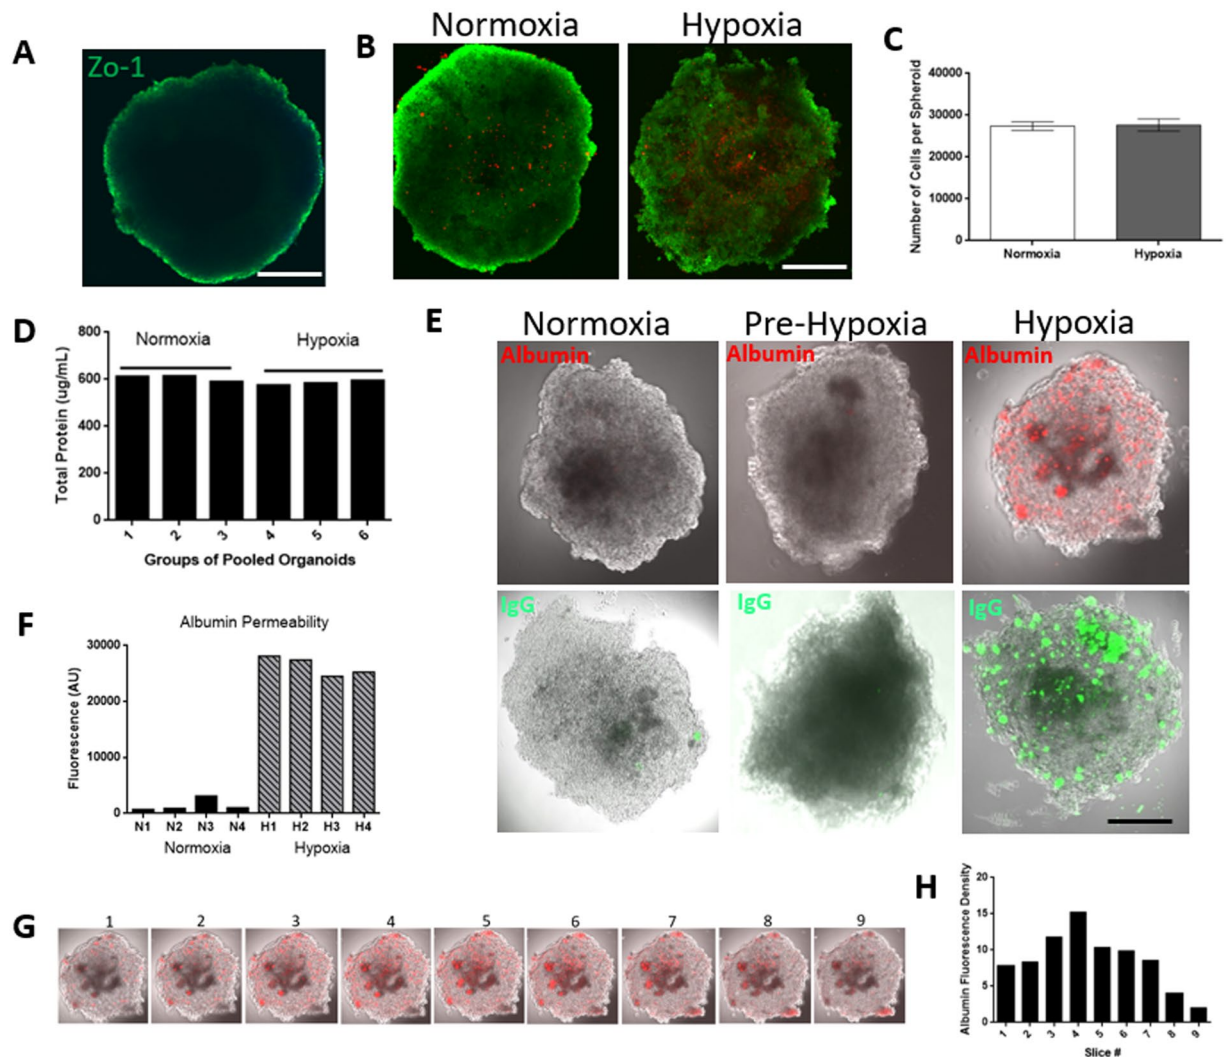 A
Zo-1
B
Normoxia
Hypoxia
C
Number of Cells per Spheroid
40000
30000
20000
10000
0
Normoxia
Hypoxia
D
Total Protein (ug/mL)
800
600
400
200
0
Normoxia
Hypoxia
1 2 3 4 5 6
Groups of Pooled Organoids
E
Normoxia
Pre-Hypoxia
Hypoxia
Albumin
Albumin
Albumin
IgG
IgG
IgG
F
Albumin Permeability
Fluorescence (AU)
30000
20000
10000
0
N1 N2 N3 N4 H1 H2 H3 H4
Normoxia
Hypoxia
G
1 2 3 4 5 6 7 8 9
H
Albumin Fluorescence Density
20
15
10
5
0
1 2 3 4 5 6 7 8 9
Slice #